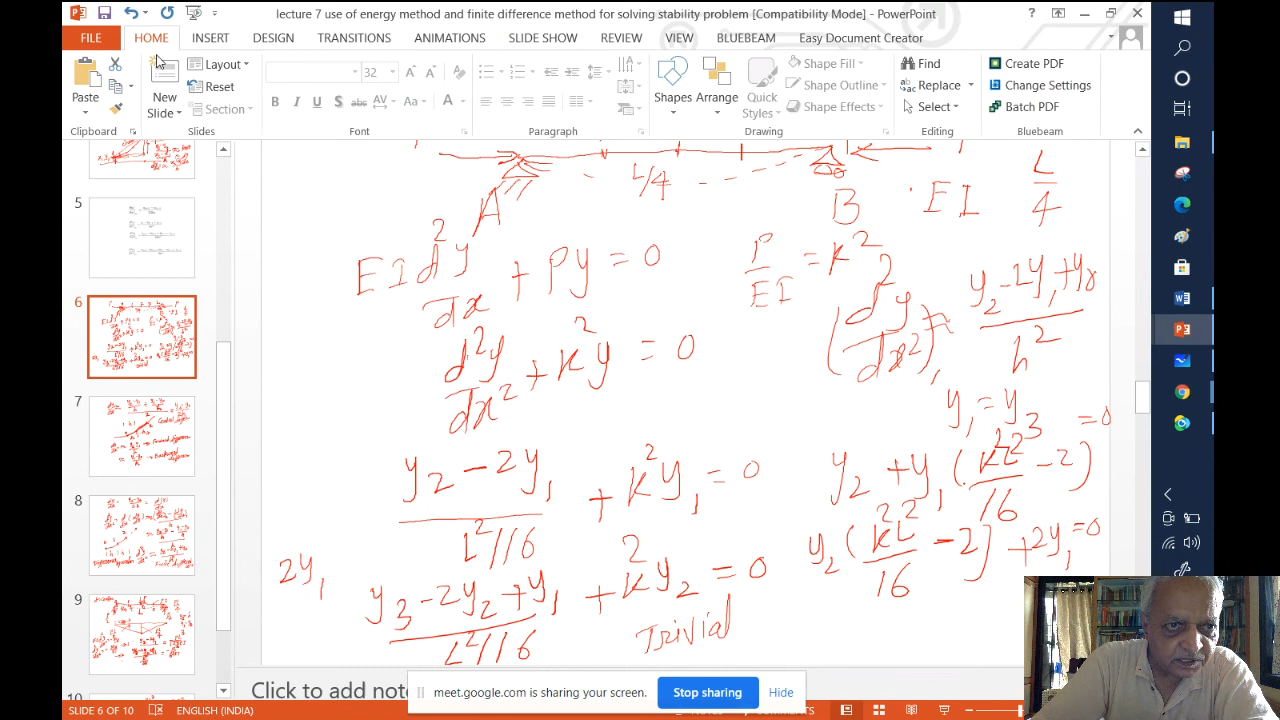 lecture 7 use of energy method and finite difference method for solving stability problem [Compatibility Mode] - PowerPoint
FILE HOME INSERT DESIGN TRANSITIONS ANIMATIONS SLIDE SHOW REVIEW VIEW BLUEBEAM Easy Document Creator
Paste
New Slide
Layout
Reset
Section
32
B I U S abc AV Aa A
Shapes
Arrange
Quick Styles
Shape Fill
Shape Outline
Shape Effects
Find
Replace
Select
Create PDF
Change Settings
Batch PDF
Clipboard Slides Font Paragraph Drawing Editing Bluebeam
5
6
7
8
9
10
L/4
A B EI L/4
EI d²y/dx + Py = 0
P/EI = K²
(d²y/dx²)₁ = (y₂ - 2y₁ + y₀)/h²
d²y/dx² + K²y = 0
y₁ = y₃
(y₂ - 2y₁)/(L²/16) + K²y₁ = 0
y₂ + y₁ (K²L²/16 - 2) = 0
y₂ (K²L²/16 - 2) + 2y₁ = 0
2y₁
(y₃ - 2y₂ + y₁)/(L²/16) + K²y₂ = 0
Trivial
Click to add note
meet.google.com is sharing your screen. Stop sharing Hide
SLIDE 6 OF 10 ENGLISH (INDIA)